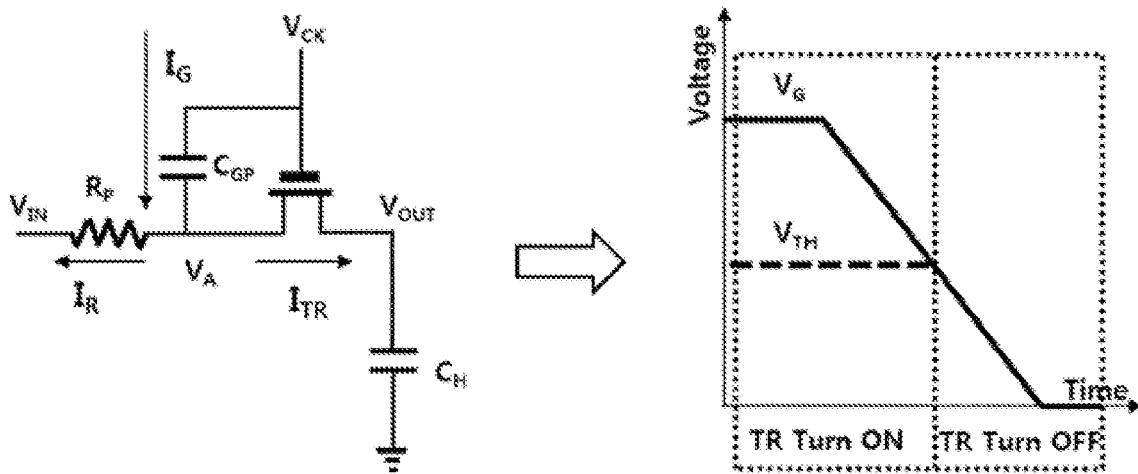 V_CK
I_G
C_GP
R_P
V_IN
V_OUT
V_A
I_R
I_TR
C_H
Voltage
V_G
V_TH
Time
TR Turn ON
TR Turn OFF